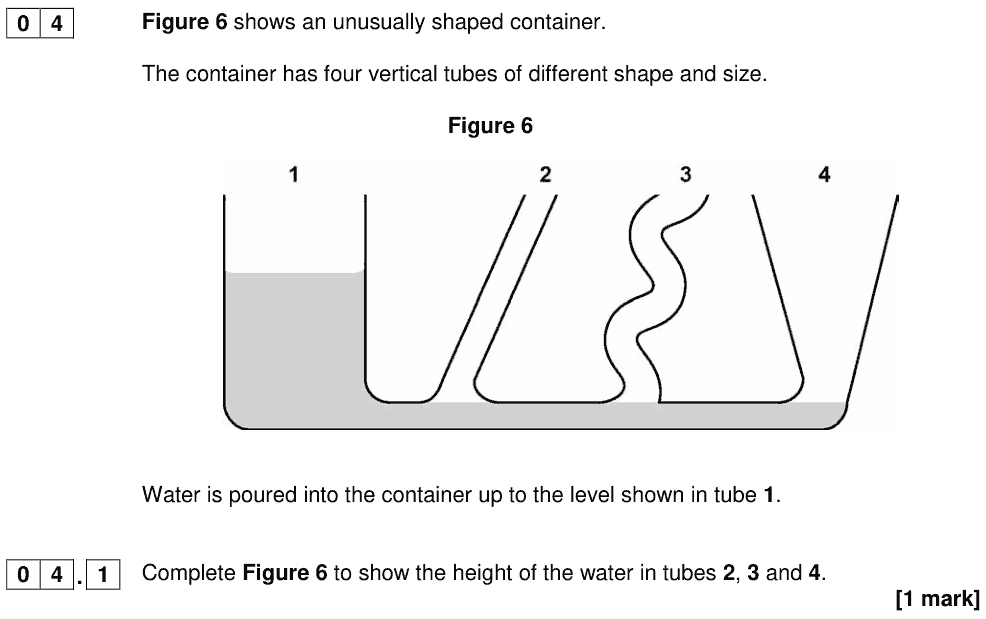 0 4 Figure 6 shows an unusually shaped container.
The container has four vertical tubes of different shape and size.
Figure 6
1 2 3 4
Water is poured into the container up to the level shown in tube 1.
0 4 . 1 Complete Figure 6 to show the height of the water in tubes 2, 3 and 4.
[1 mark]